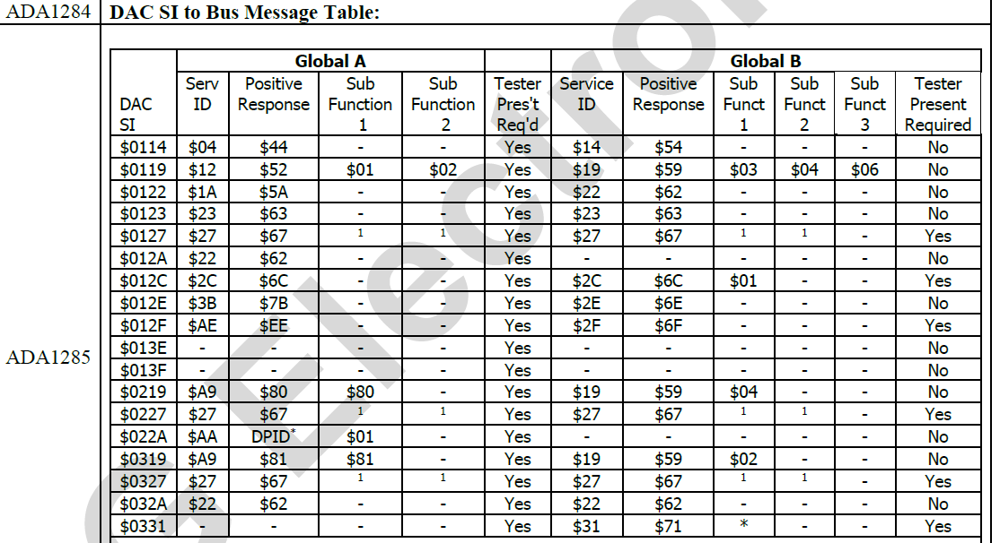 ADA1284 DAC SI to Bus Message Table:
Global A Global B
DAC SI Serv ID Positive Response Sub Function 1 Sub Function 2 Tester Pres't Req'd Service ID Positive Response Sub Funct 1 Sub Funct 2 Sub Funct 3 Tester Present Required
$0114 $04 $44 - - Yes $14 $54 - - - No
$0119 $12 $52 $01 $02 Yes $19 $59 $03 $04 $06 No
$0122 $1A $5A - - Yes $22 $62 - - - No
$0123 $23 $63 - - Yes $23 $63 - - - No
$0127 $27 $67 1 1 Yes $27 $67 1 1 - Yes
$012A $22 $62 - - Yes - - - - - No
$012C $2C $6C - - Yes $2C $6C $01 - - Yes
$012E $3B $7B - - Yes $2E $6E - - - No
$012F $AE $EE - - Yes $2F $6F - - - Yes
ADA1285
$013E - - - - Yes - - - - - No
$013F - - - - Yes - - - - - No
$0219 $A9 $80 $80 - Yes $19 $59 $04 - - No
$0227 $27 $67 1 1 Yes $27 $67 1 1 - Yes
$022A $AA DPID* $01 - Yes - - - - - No
$0319 $A9 $81 $81 - Yes $19 $59 $02 - - No
$0327 $27 $67 1 1 Yes $27 $67 1 1 - Yes
$032A $22 $62 - - Yes $22 $62 - - - No
$0331 - - - - Yes $31 $71 * - - Yes
G Electro